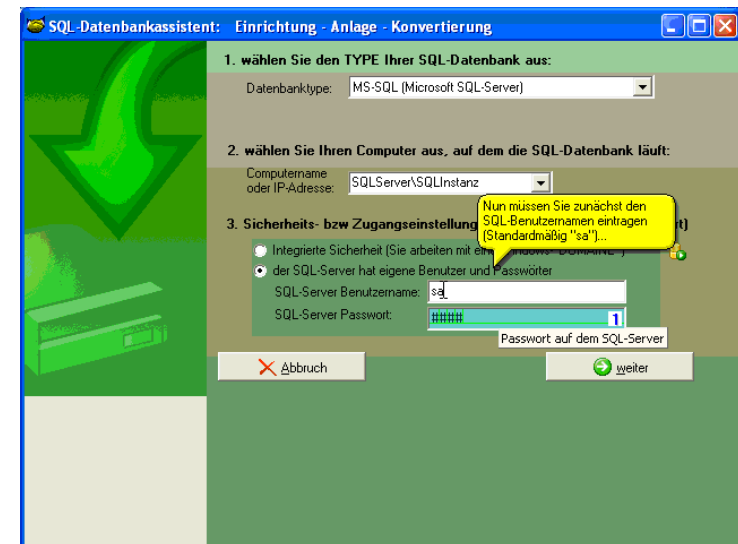 SQL-Datenbankassistent: Einrichtung - Anlage - Konvertierung
1. wählen Sie den TYPE Ihrer SQL-Datenbank aus:
Datenbanktype:
MS-SQL (Microsoft SQL-Server)
2. wählen Sie Ihren Computer aus, auf dem die SQL-Datenbank läuft:
Computername
oder IP-Adresse:
SQLServer\SQLInstanz
Nun müssen Sie zunächst den
SQL-Benutzernamen eintragen
(Standardmäßig "sa")...
3. Sicherheits- bzw Zugangseinstellung
Integrierte Sicherheit (Sie arbeiten mit
der SQL-Server hat eigene Benutzer und Passwörter
SQL-Server Benutzername:
sa
SQL-Server Passwort:
#### 1
Passwort auf dem SQL-Server
Abbruch
weiter